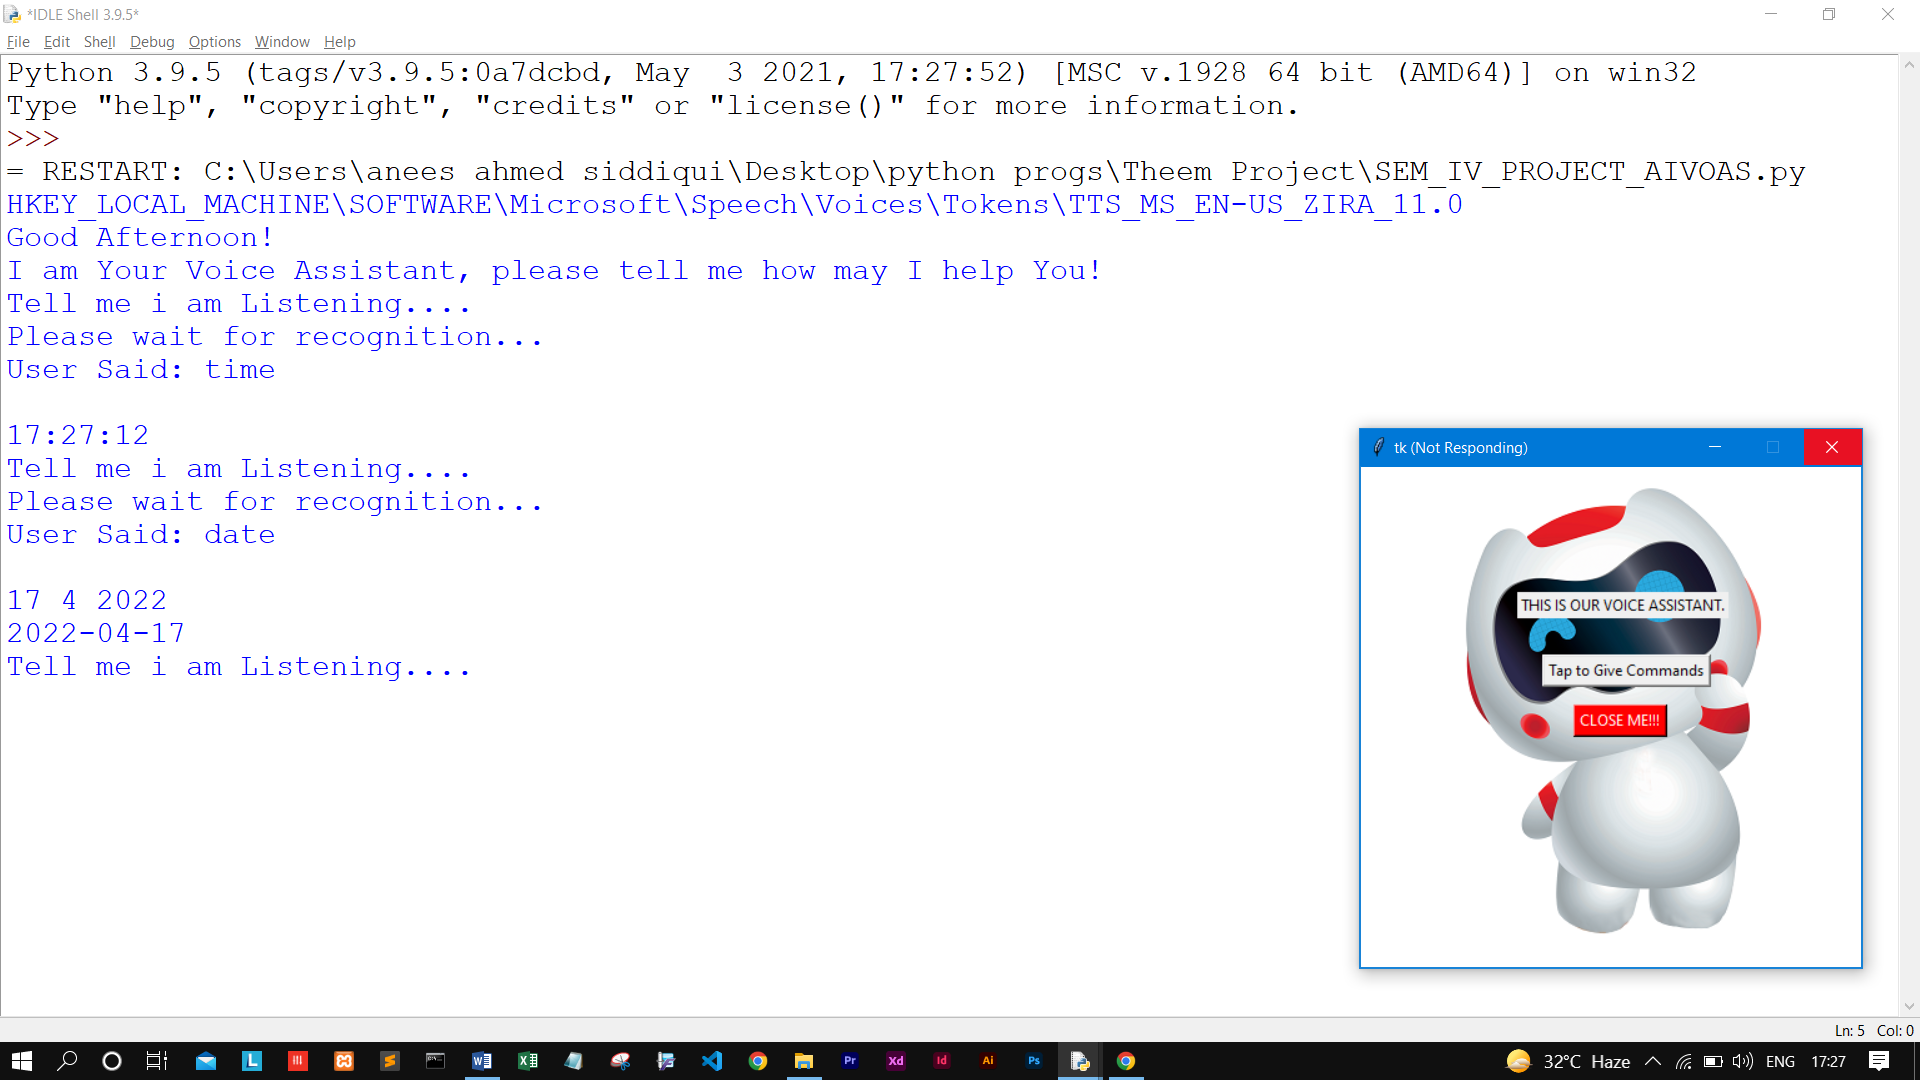 *IDLE Shell 3.9.5*
File Edit Shell Debug Options Window Help
Python 3.9.5 (tags/v3.9.5:0a7dcbd, May  3 2021, 17:27:52) [MSC v.1928 64 bit (AMD64)] on win32
Type "help", "copyright", "credits" or "license()" for more information.
>>>
= RESTART: C:\Users\anees ahmed siddiqui\Desktop\python progs\Theem Project\SEM_IV_PROJECT_AIVOAS.py
HKEY_LOCAL_MACHINE\SOFTWARE\Microsoft\Speech\Voices\Tokens\TTS_MS_EN-US_ZIRA_11.0
Good Afternoon!
I am Your Voice Assistant, please tell me how may I help You!
Tell me i am Listening....
Please wait for recognition...
User Said: time
17:27:12
Tell me i am Listening....
Please wait for recognition...
User Said: date
17 4 2022
2022-04-17
Tell me i am Listening....
tk (Not Responding)
THIS IS OUR VOICE ASSISTANT.
Tap to Give Commands
CLOSE ME!!!
Ln: 5 Col: 0
L Pr Xd Id Ai Ps 32°C Haze ENG 17:27